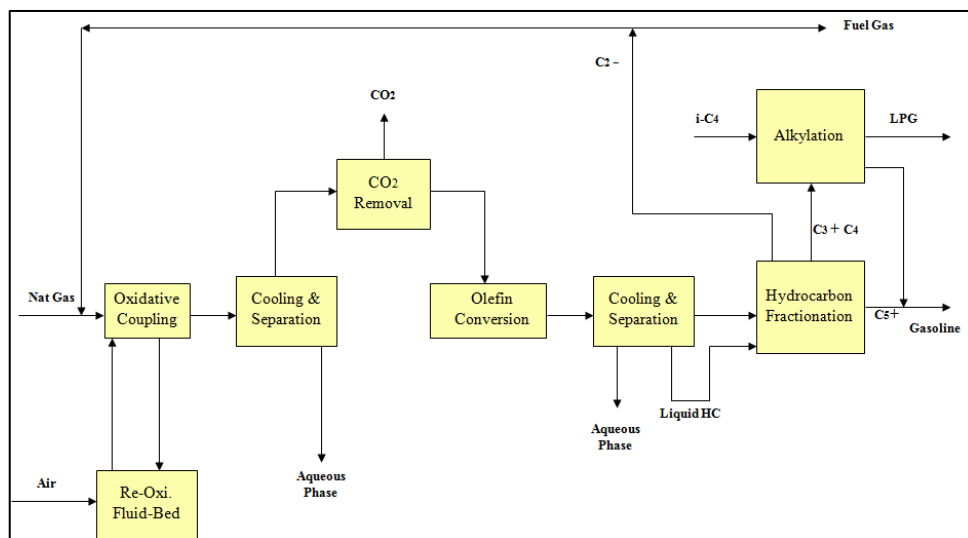 Fuel Gas
C2 –
CO2
i-C4
LPG
Alkylation
CO2
Removal
C3 + C4
Nat Gas
Oxidative
Coupling
Cooling &
Separation
Olefin
Conversion
Cooling &
Separation
Hydrocarbon
Fractionation
C5+
Gasoline
Liquid HC
Aqueous
Phase
Aqueous
Phase
Air
Re-Oxi.
Fluid-Bed